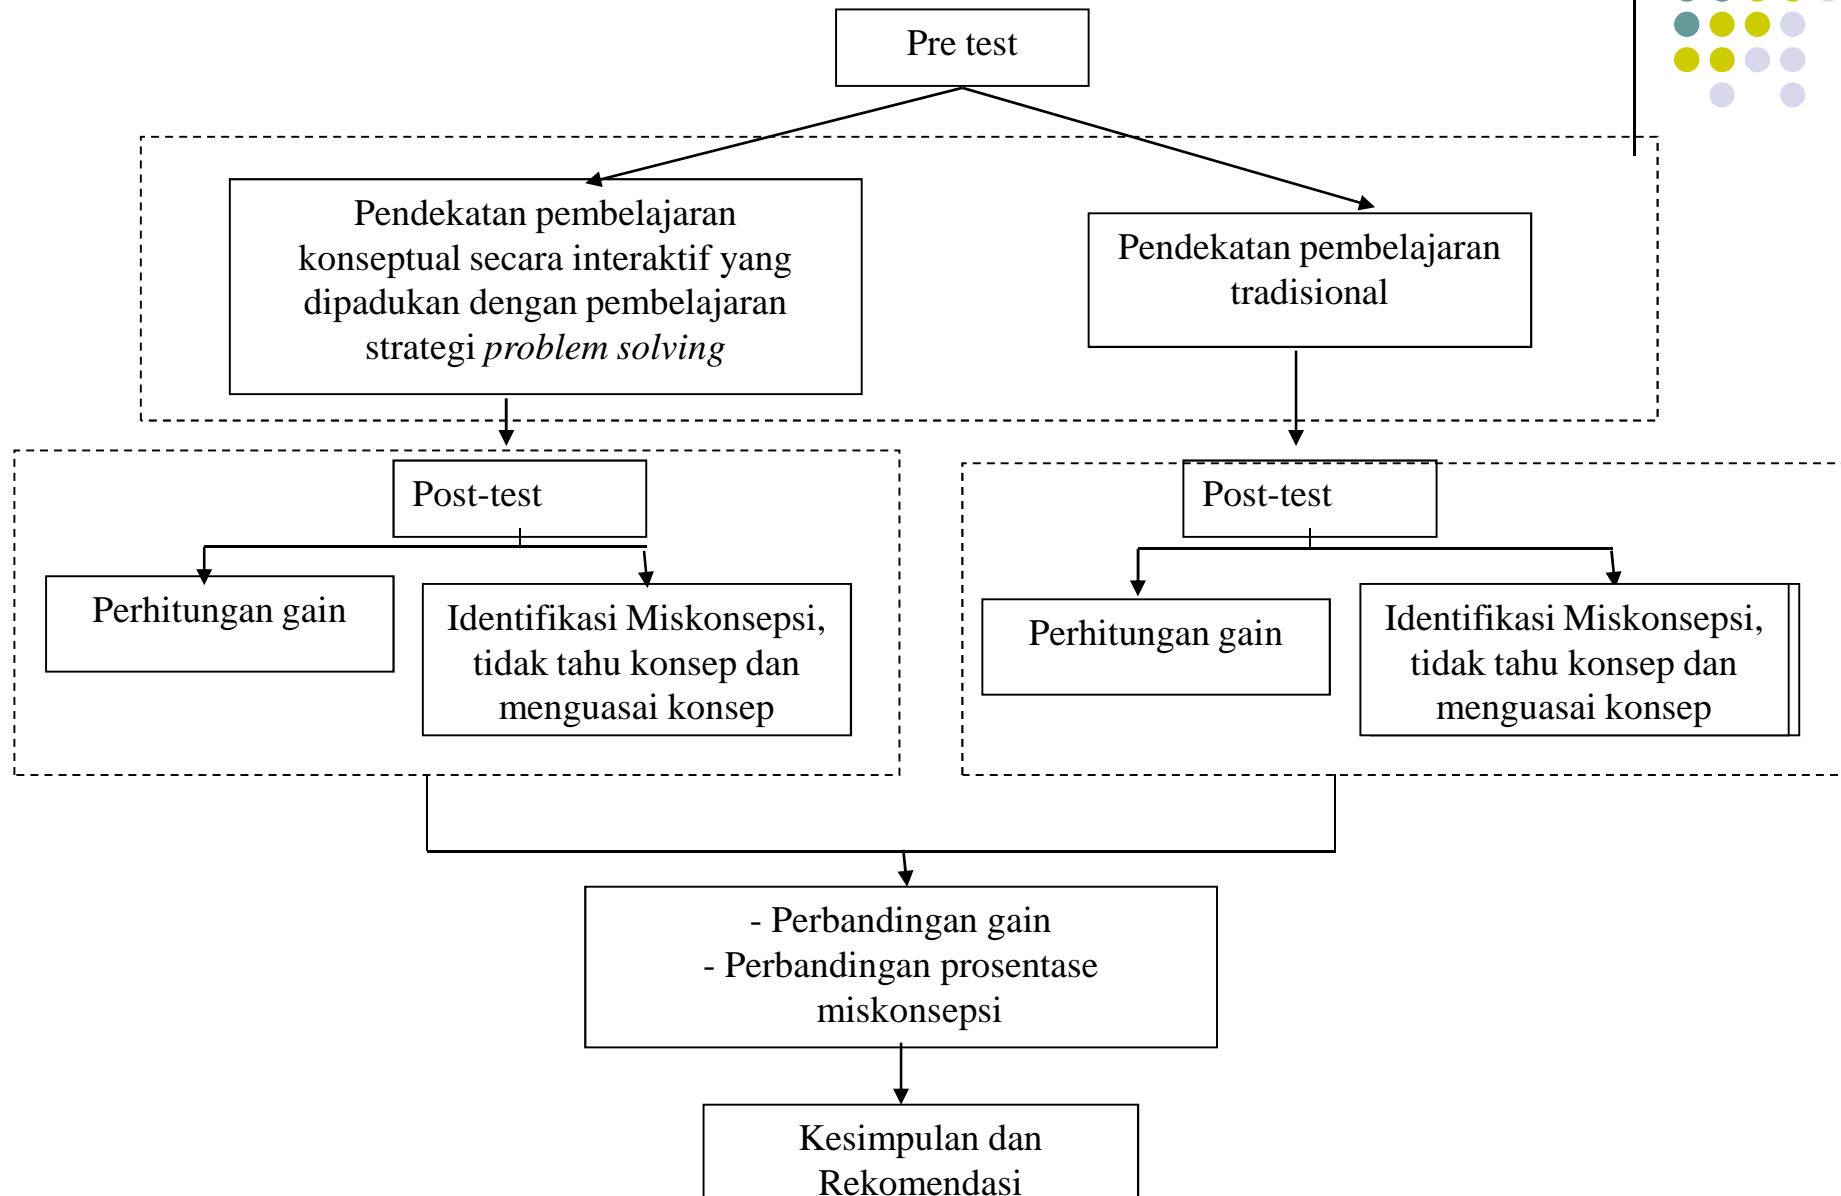 Pre test
Pendekatan pembelajaran
konseptual secara interaktif yang
dipadukan dengan pembelajaran
strategi problem solving
Pendekatan pembelajaran
tradisional
Post-test
Post-test
Perhitungan gain
Identifikasi Miskonsepsi,
tidak tahu konsep dan
menguasai konsep
Perhitungan gain
Identifikasi Miskonsepsi,
tidak tahu konsep dan
menguasai konsep
- Perbandingan gain
- Perbandingan prosentase
miskonsepsi
Kesimpulan dan
Rekomendasi